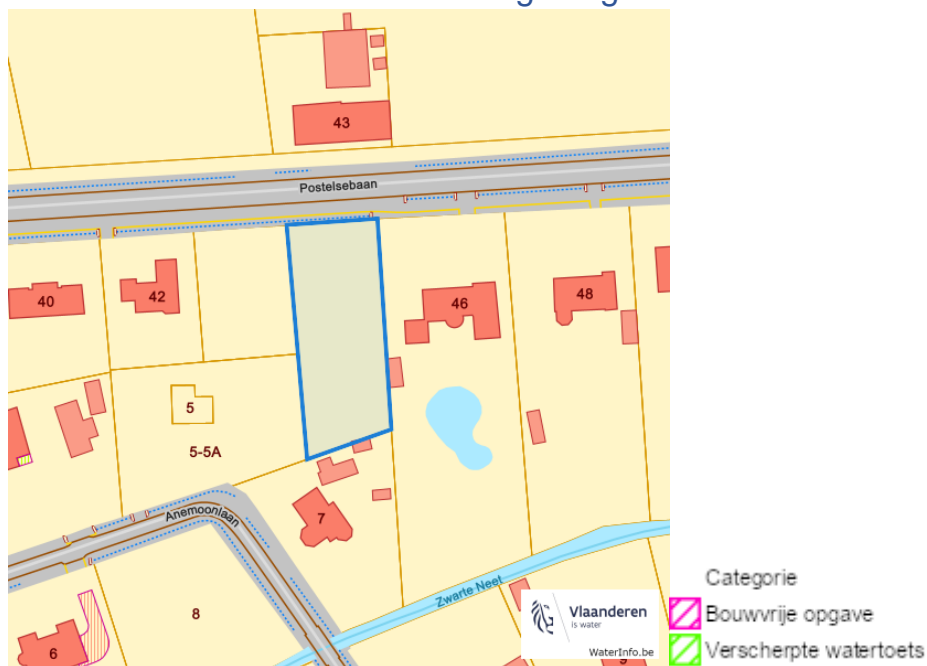 43
Postelsebaan
40
42
46
48
5
5-5A
7
Anemoonlaan
Zwarte Neet
8
6
9
Vlaanderen
is water
WaterInfo.be
Categorie
Bouwvrije opgave
Verscherpte watertoets